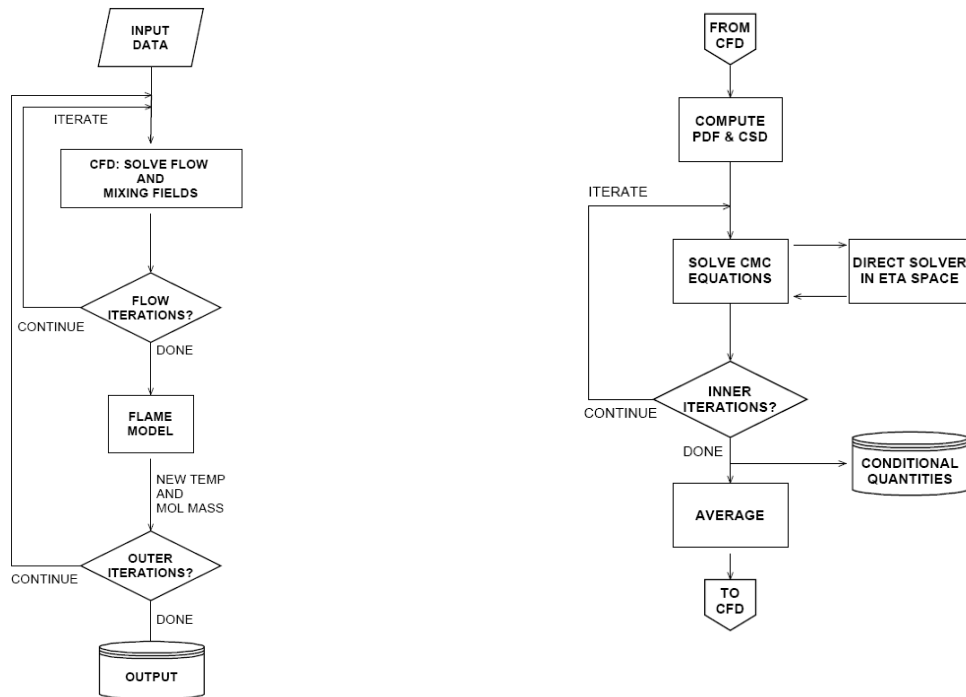 INPUT
DATA
ITERATE
CFD: SOLVE FLOW
AND
MIXING FIELDS
FLOW
ITERATIONS?
CONTINUE
DONE
FLAME
MODEL
NEW TEMP
AND
MOL MASS
OUTER
ITERATIONS?
CONTINUE
DONE
OUTPUT
FROM
CFD
COMPUTE
PDF & CSD
ITERATE
SOLVE CMC
EQUATIONS
DIRECT SOLVER
IN ETA SPACE
INNER
ITERATIONS?
CONTINUE
DONE
CONDITIONAL
QUANTITIES
AVERAGE
TO
CFD